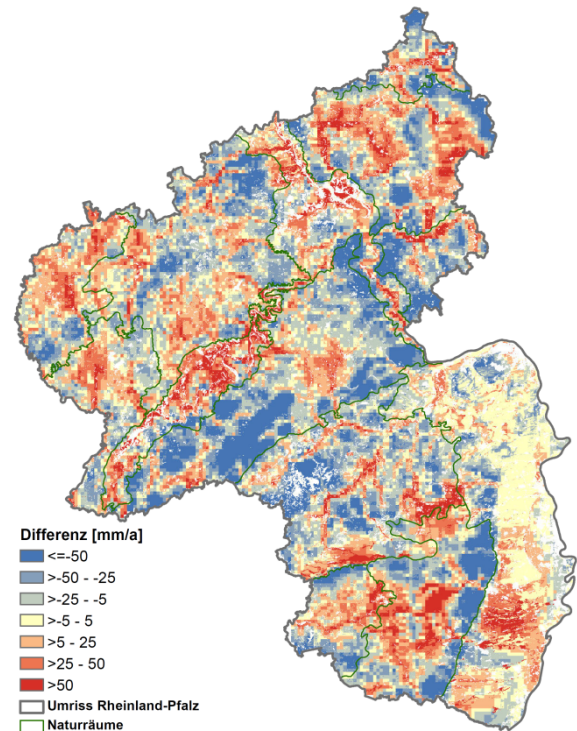 Differenz [mm/a]
<=-50
>-50 - -25
>-25 - -5
>-5 - 5
>5 - 25
>25 - 50
>50
Umriss Rheinland-Pfalz
Naturräume